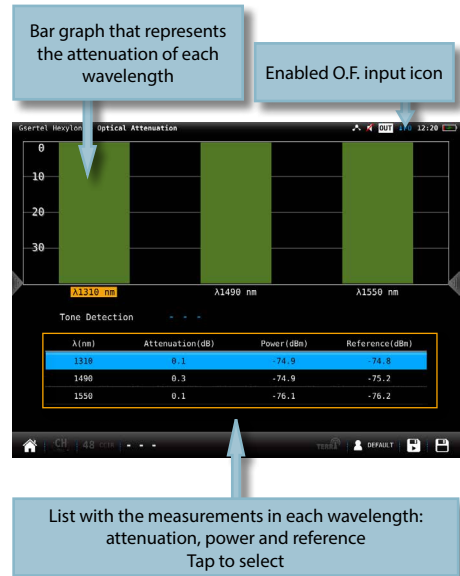 Bar graph that represents
the attenuation of each
wavelength
Enabled O.F. input icon
Gsertel Hexylon Optical Attenuation
OUT 12:20
0
10
20
30
λ1310 nm λ1490 nm λ1550 nm
Tone Detection - - -
λ(nm) Attenuation(dB) Power(dBm) Reference(dBm)
1310 0.1 -74.9 -74.8
1490 0.3 -74.9 -75.2
1550 0.1 -76.1 -76.2
CH 48 CCIR - - - TERR DEFAULT
List with the measurements in each wavelength:
attenuation, power and reference
Tap to select